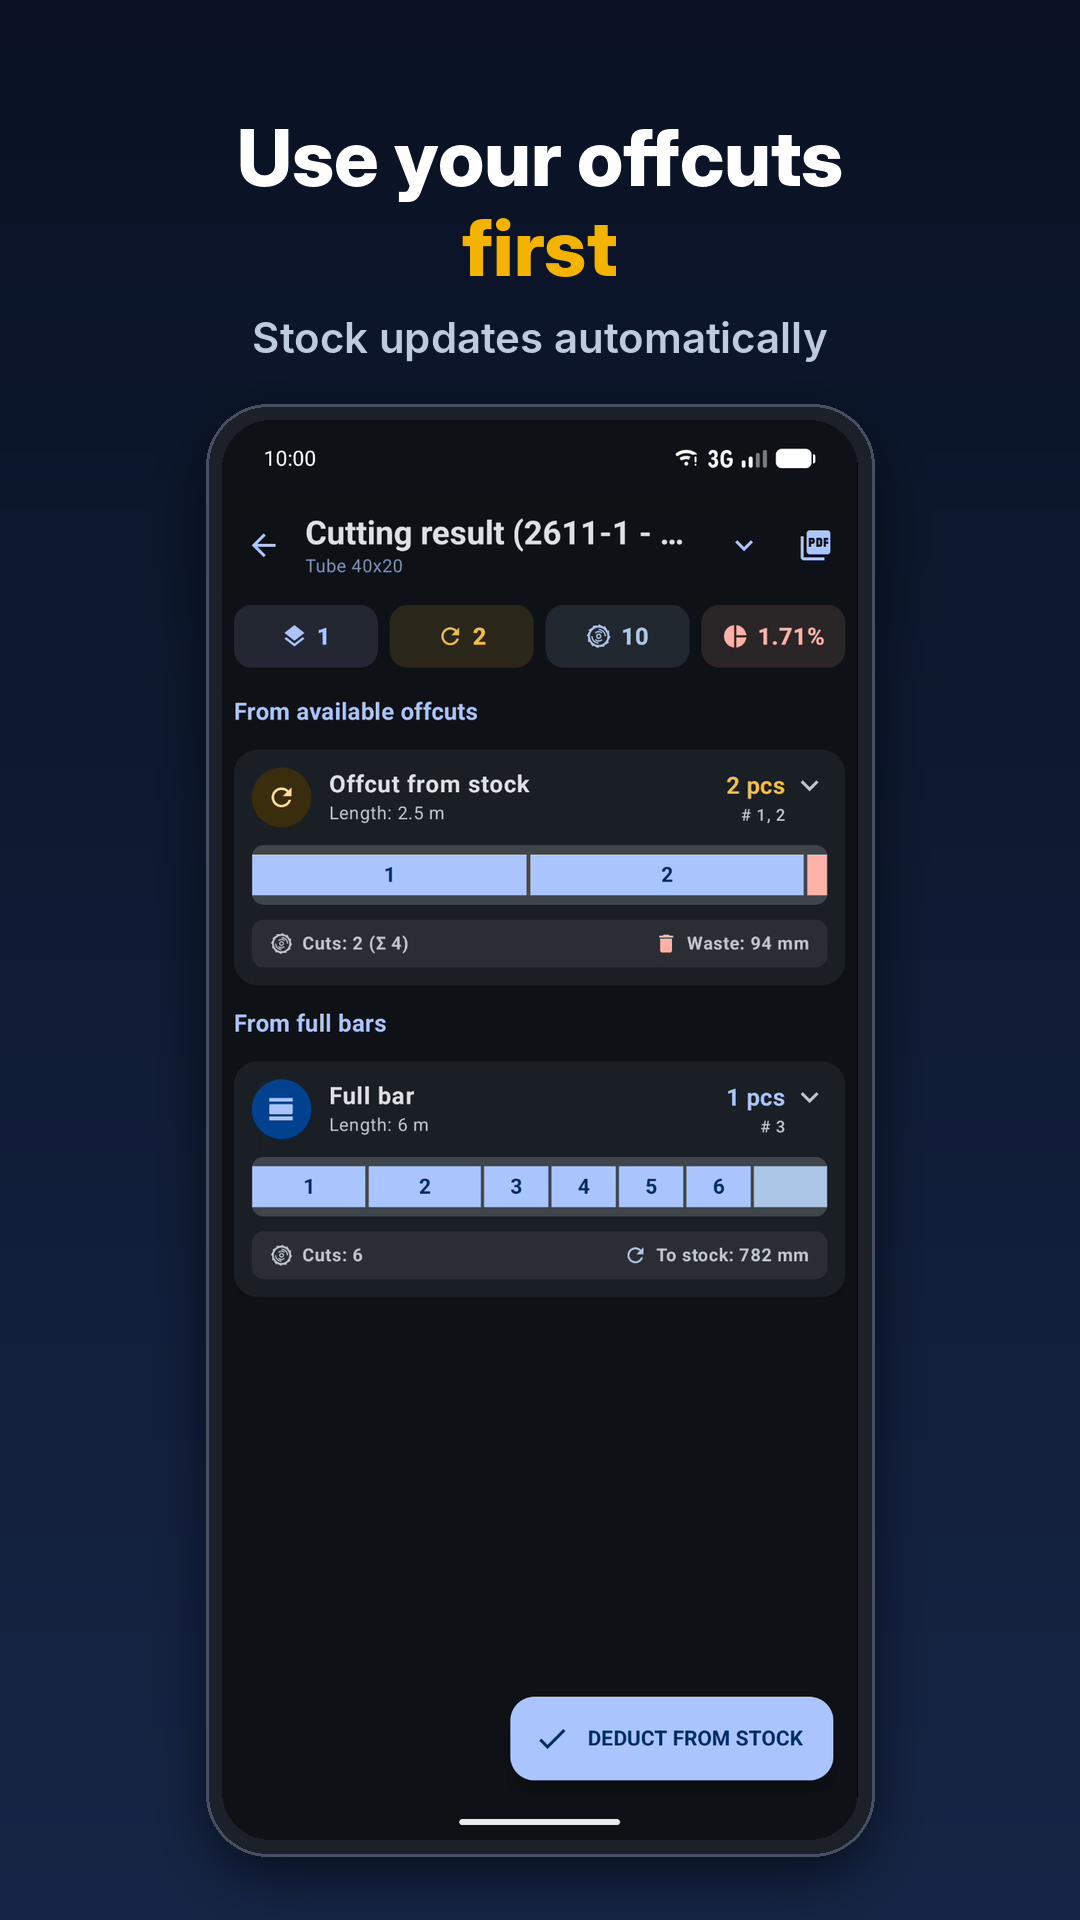 Use your offcuts
first
Stock updates automatically
10:00
3G
Cutting result (2611-1 - ...
Tube 40x20
PDF
1
2
10
1.71%
From available offcuts
Offcut from stock
2 pcs
Length: 2.5 m
# 1, 2
1
2
Cuts: 2 (Σ 4)
Waste: 94 mm
From full bars
Full bar
1 pcs
Length: 6 m
# 3
1
2
3
4
5
6
Cuts: 6
To stock: 782 mm
DEDUCT FROM STOCK